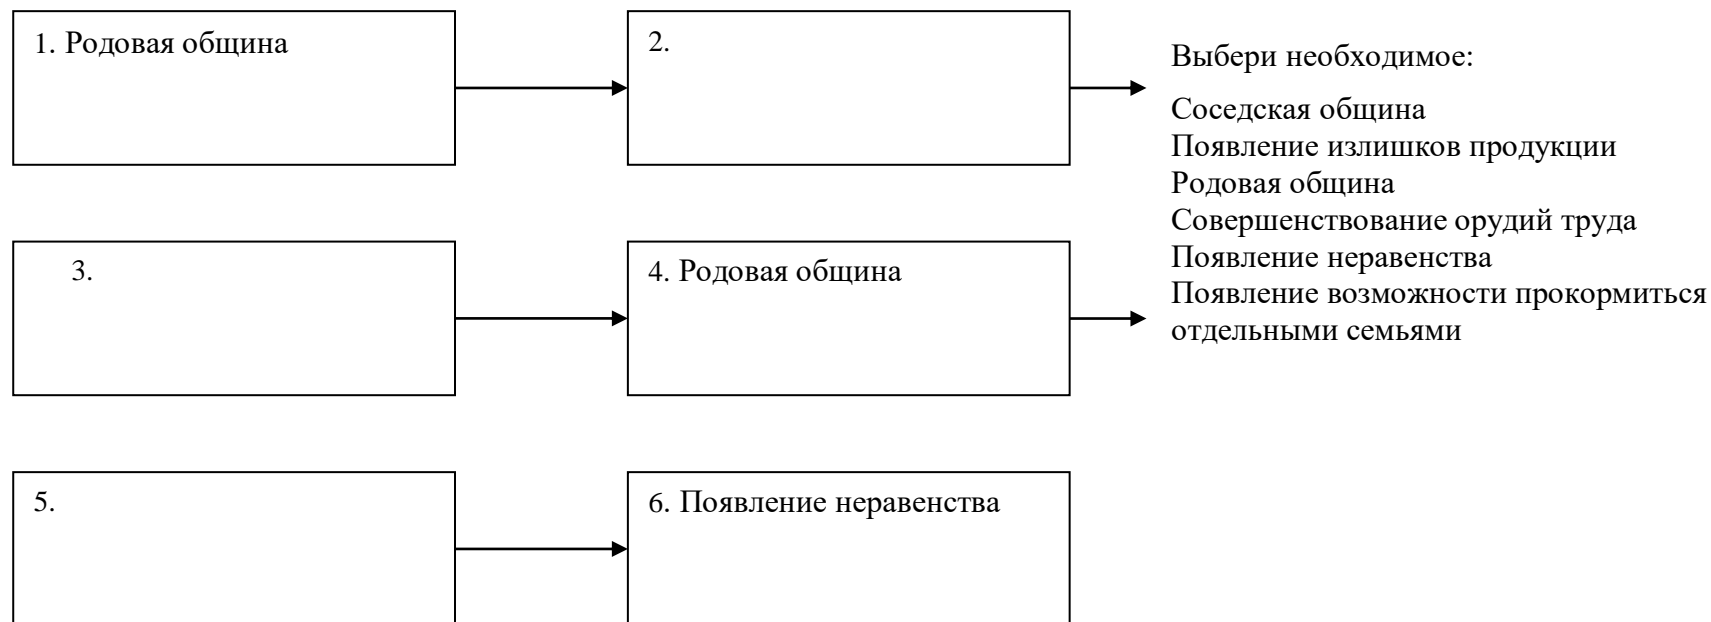 1. Родовая община
2.
Выбери необходимое:
Соседская община
Появление излишков продукции
Родовая община
Совершенствование орудий труда
Появление неравенства
Появление возможности прокормиться
отдельными семьями
3.
4. Родовая община
5.
6. Появление неравенства